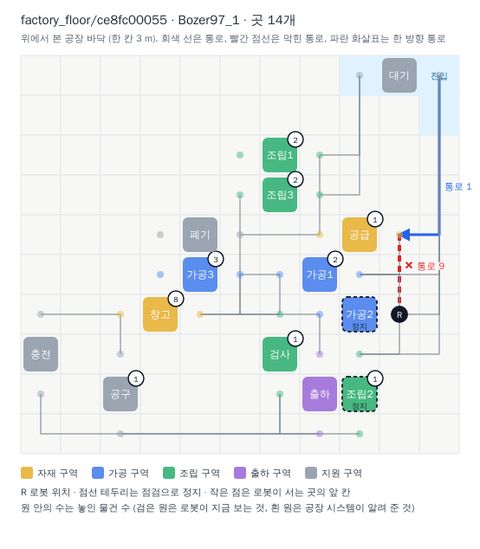 factory_floor/ce8fc00055 · Bozer97_1 · 곳 14개
위에서 본 공장 바닥 (한 칸 3 m). 회색 선은 통로, 빨간 점선은 막힌 통로, 파란 화살표는 한 방향 통로
대기
진입
2
조립1
2
조립3
통로 1
폐기
1
공급
3
가공3
2
가공1
✕ 통로 9
8
창고
가공2
정지
R
충전
1
검사
1
공구
출하
1
조립2
정지
자재 구역 가공 구역 조립 구역 출하 구역 지원 구역
R 로봇 위치 · 점선 테두리는 점검으로 정지 · 작은 점은 로봇이 서는 곳의 앞 칸
원 안의 수는 놓인 물건 수 (검은 원은 로봇이 지금 보는 것, 흰 원은 공장 시스템이 알려 준 것)